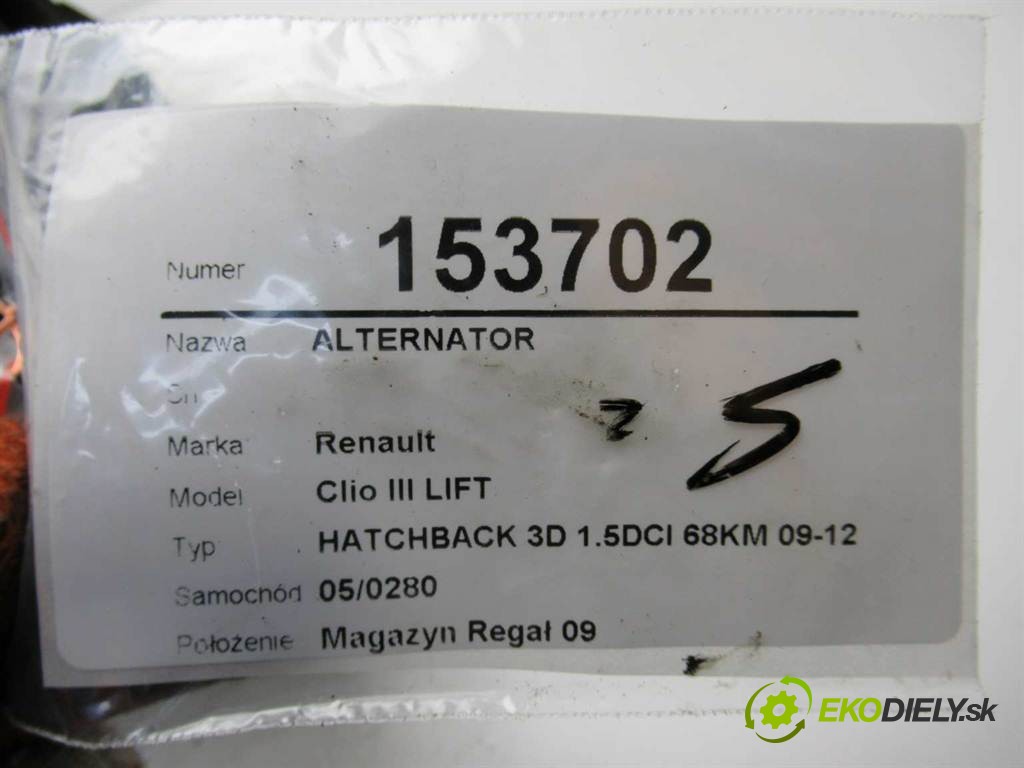 Numer 153702
Nazwa ALTERNATOR
Marka Renault
Model Clio III LIFT
Typ HATCHBACK 3D 1.5DCI 68KM 09-12
Samochód 05/0280
Położenie Magazyn Regał 09
5
EKODIELY.sk